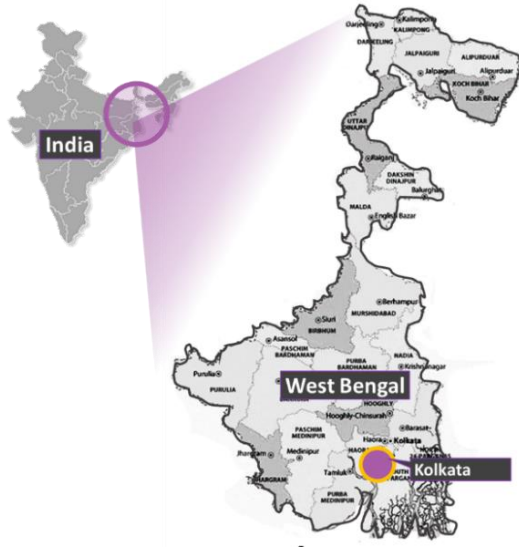 India
Darjeeling
Kalimpong
DARJEELING
KALIMPONG
JALPAIGURI
ALIPURDUAR
Jalpaiguri
Alipurduar
KOCH BIHAR
Koch Bihar
UTTAR
DINAJPUR
Raiganj
DAKSHIN
DINAJPUR
Balurghat
MALDA
English Bazar
Berhampur
MURSHIDABAD
Siuri
BIRBHUM
Asansol
PASCHIM
BARDHAMAN
PURBA
BARDHAMAN
NADIA
Krishnanagar
Purulia
PURULIA
West Bengal
HOOGHLY
Hooghly-Chinsurah
PASCHIM
MEDINIPUR
Barasat
Haora
Kolkata
Jhargram
Medinipur
Tamluk
Kolkata
PURBA
MEDINIPUR